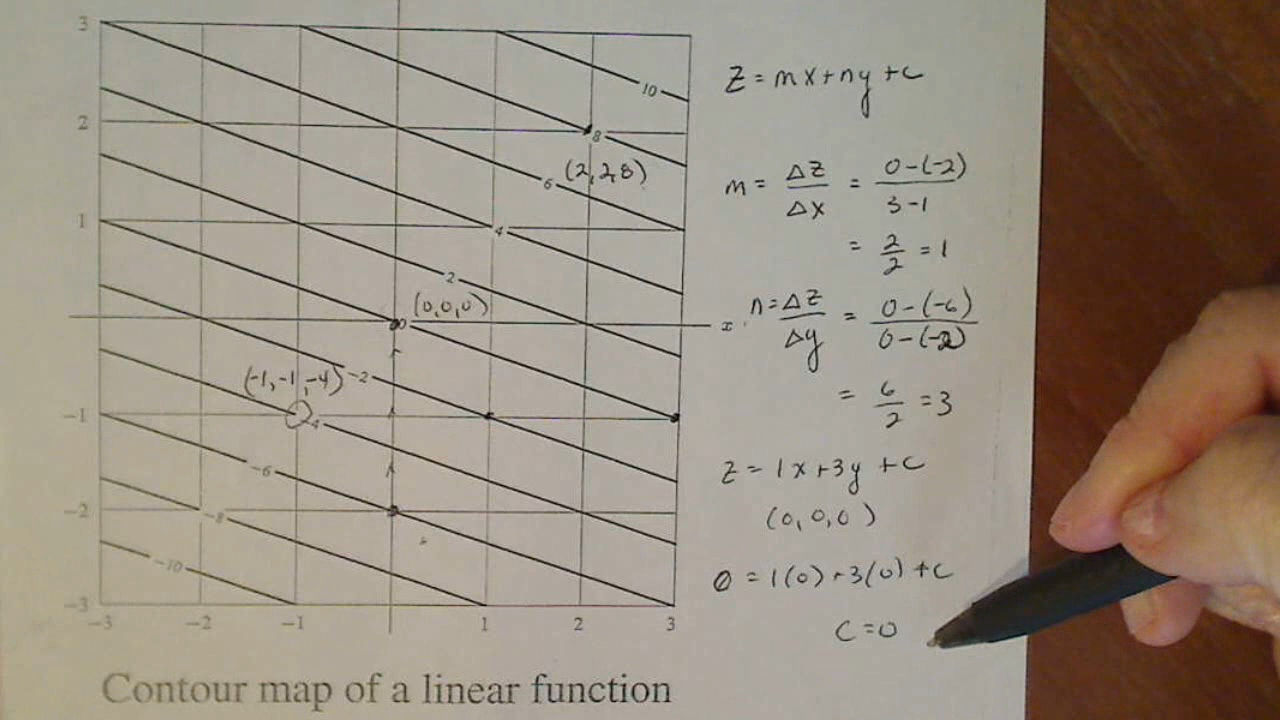 3
2
1
-1
-2
-3
-3
-2
-1
1
2
3
x
10
8
(2,2,8)
6
4
2
(0,0,0)
0
(-1,-1,-4)
-2
-4
-6
-8
-10
Contour map of a linear function
z = mx+ny+c
m = Δz/Δx = 0-(-2)/3-1
= 2/2 = 1
n = Δz/Δy = 0-(-6)/0-(-2)
= 6/2 = 3
z = 1x+3y+c
(0,0,0)
0 = 1(0)+3(0)+c
c=0